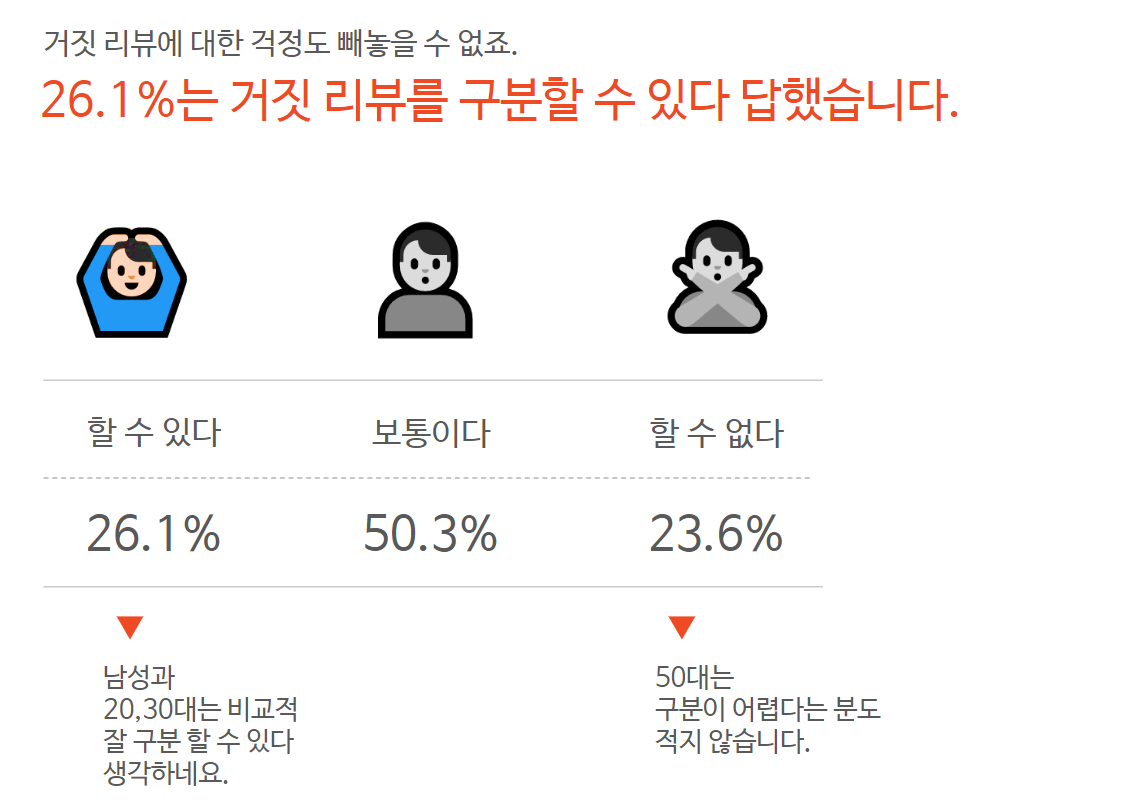 거짓 리뷰에 대한 걱정도 빼놓을 수 없죠.
26.1%는 거짓 리뷰를 구분할 수 있다 답했습니다.
할 수 있다
보통이다
할 수 없다
26.1%
50.3%
23.6%
남성과
20,30대는 비교적
잘 구분 할 수 있다
생각하네요.
50대는
구분이 어렵다는 분도
적지 않습니다.